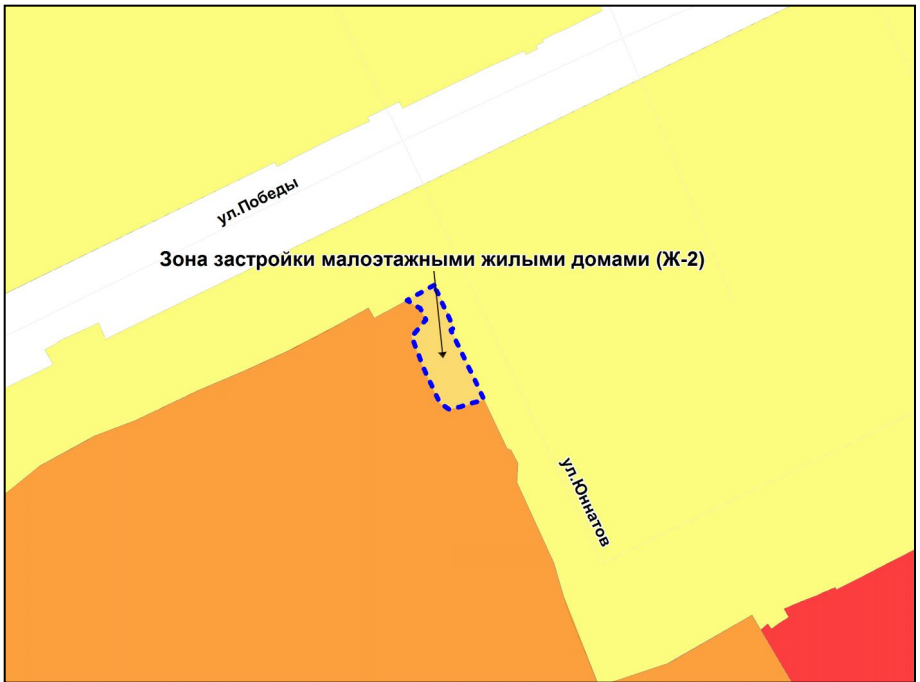 ул.Победы
Зона застройки малоэтажными жилыми домами (Ж-2)
ул.Юннатов